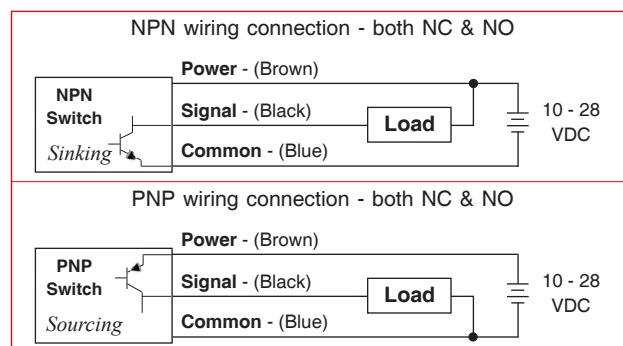 NPN wiring connection - both NC & NO
Power - (Brown)
NPN
Switch
Sinking
Signal - (Black)
Load
10 - 28
VDC
Common - (Blue)
PNP wiring connection - both NC & NO
Power - (Brown)
PNP
Switch
Sourcing
Signal - (Black)
Load
10 - 28
VDC
Common - (Blue)